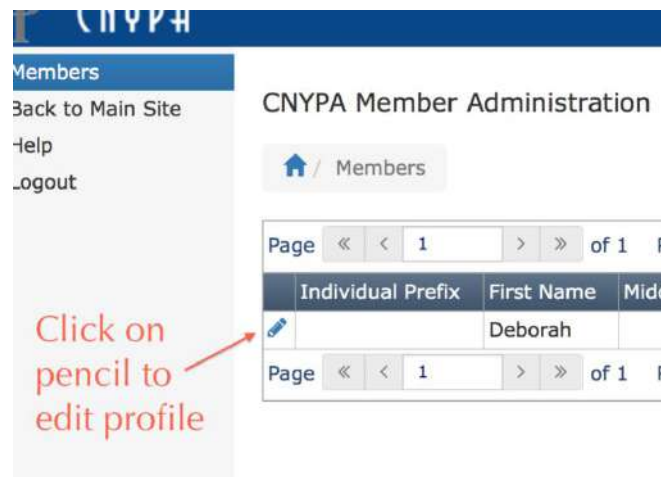 CNYPA
Members
Back to Main Site
Help
Logout
CNYPA Member Administration
/ Members
Page « < 1 > » of 1
Individual Prefix First Name
Deborah
Page « < 1 > » of 1
Click on
pencil to
edit profile